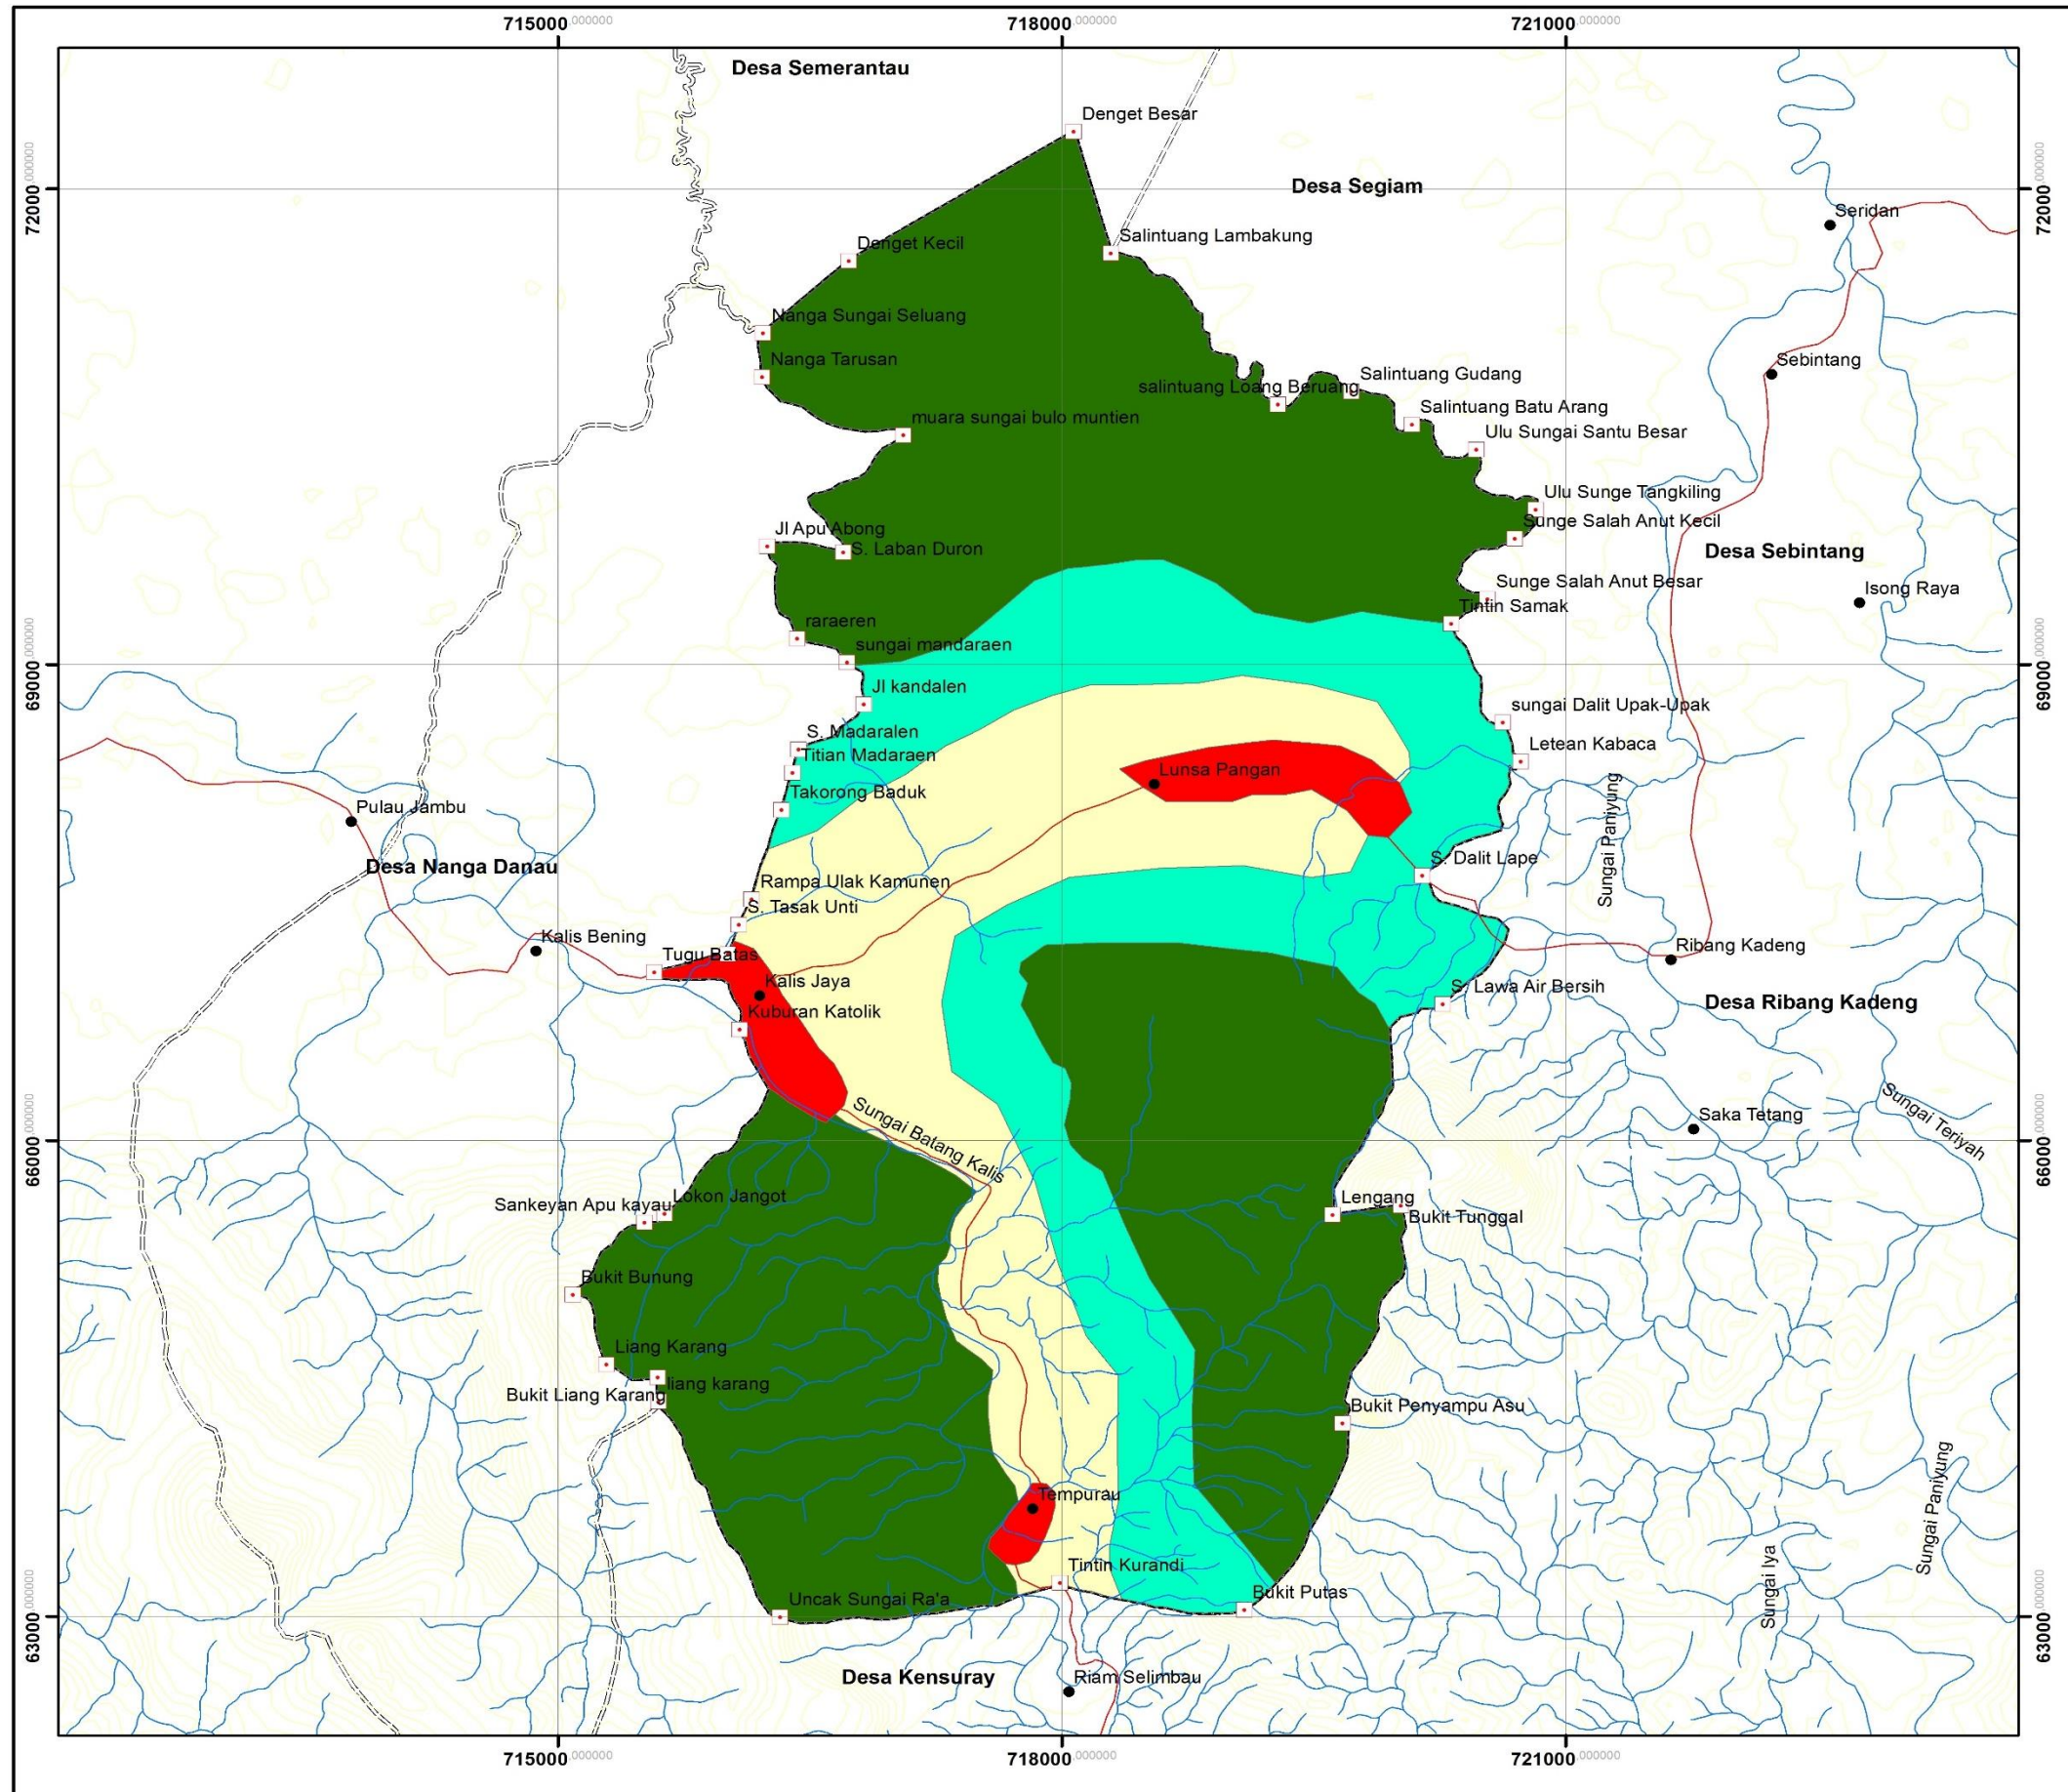 715000.000000 718000.000000 721000.000000
Desa Semerantau
Denget Besar
72000.000000
72000.000000
Desa Segiam
Seridan
Salintuang Lambakung
Denget Kecil
Nanga Sungai Seluang
Nanga Tarusan
Sebintang
salintuang Loang Beruang
Salintuang Gudang
muara sungai bulo muntien
Salintuang Batu Arang
Ulu Sungai Santu Besar
Ulu Sunge Tangkiling
Sunge Salah Anut Kecil
Jl Apu Abong
S. Laban Duron
Desa Sebintang
Sunge Salah Anut Besar
Isong Raya
Tintin Samak
raraeren
sungai mandaraen
69000.000000
69000.000000
Jl kandalen
sungai Dalit Upak-Upak
S. Madaralen
Letean Kabaca
Titian Madaraen
Lunsa Pangan
Takorong Baduk
Pulau Jambu
Sungai Paniyung
Desa Nanga Danau
S. Dalit Lape
Rampa Ulak Kamunen
S. Tasak Unti
Kalis Bening
Ribang Kadeng
Tugu Batas
Kalis Jaya
S. Lawa Air Bersih
Desa Ribang Kadeng
Kuburan Katolik
Sungai Batang Kalis
Saka Tetang
Sungai Teriyah
66000.000000
66000.000000
Lokon Jangot
Sankeyan Apu kayau
Lengang
Bukit Tunggal
Bukit Bunung
Liang Karang
liang karang
Bukit Liang Karang
Bukit Penyampu Asu
Tempurau
Sungai Paniyung
Tintin Kurandi
Sungai Iya
Bukit Putas
Uncak Sungai Ra'a
63000.000000
63000.000000
Desa Kensuray
Riam Selimbau
715000.000000 718000.000000 721000.000000